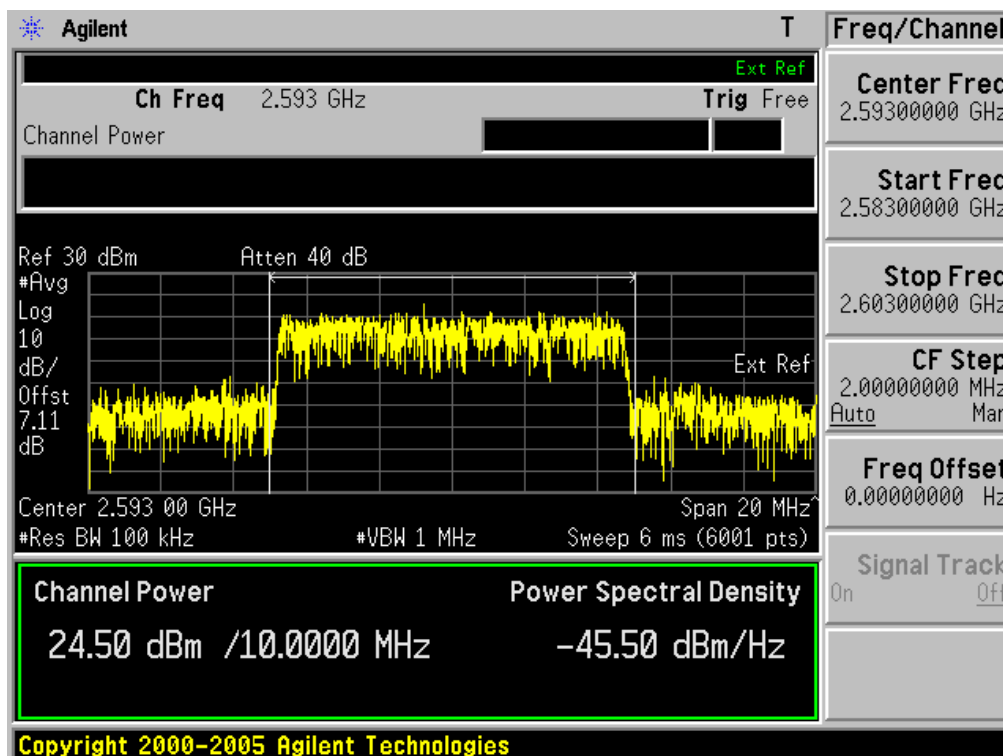 Agilent T
Freq/Channel
Ext Ref
Ch Freq 2.593 GHz Trig Free
Channel Power
Ref 30 dBm Atten 40 dB
#Avg
Log
10
dB/
Offst
7.11
dB
Ext Ref
Center 2.593 00 GHz Span 20 MHz^
#Res BW 100 kHz #VBW 1 MHz Sweep 6 ms (6001 pts)
Channel Power Power Spectral Density
24.50 dBm /10.0000 MHz -45.50 dBm/Hz
Copyright 2000-2005 Agilent Technologies
Center Freq
2.59300000 GHz
Start Freq
2.58300000 GHz
Stop Freq
2.60300000 GHz
CF Step
2.00000000 MHz
Auto Man
Freq Offset
0.00000000 Hz
Signal Track
On Off